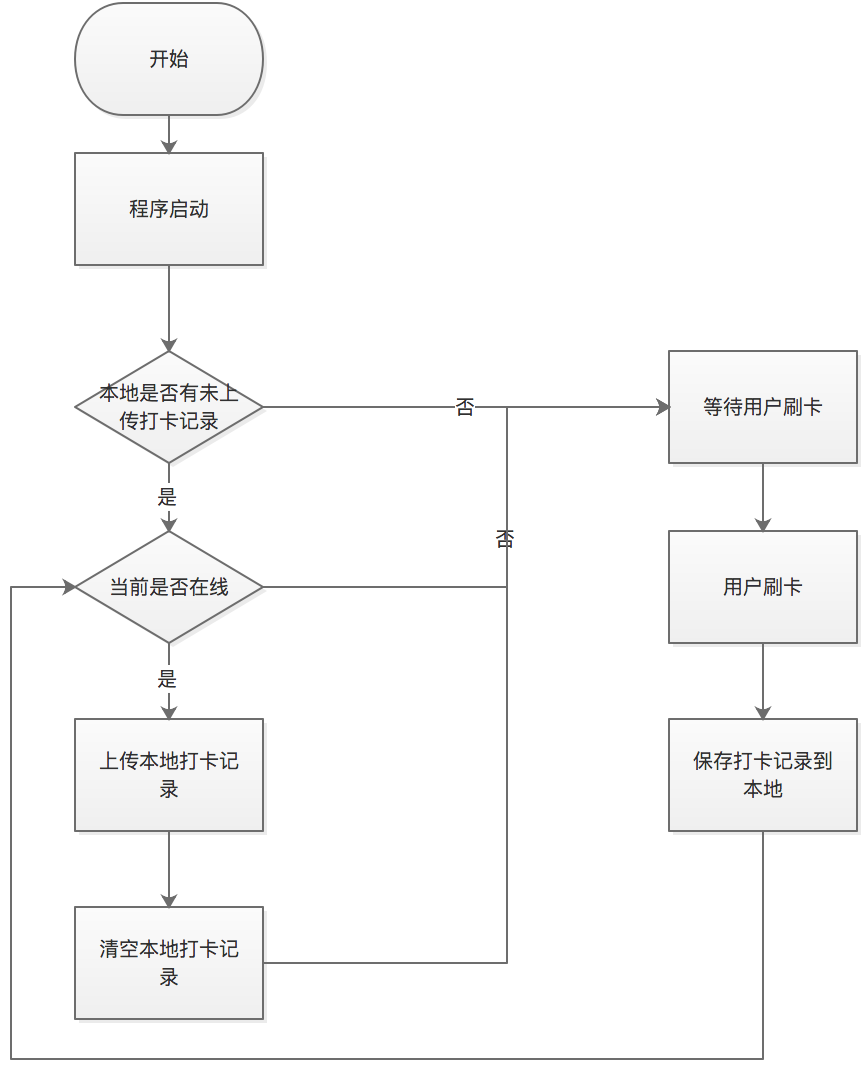 开始
程序启动
本地是否有未上
传打卡记录
否
等待用户刷卡
是
否
当前是否在线
用户刷卡
是
上传本地打卡记
录
保存打卡记录到
本地
清空本地打卡记
录